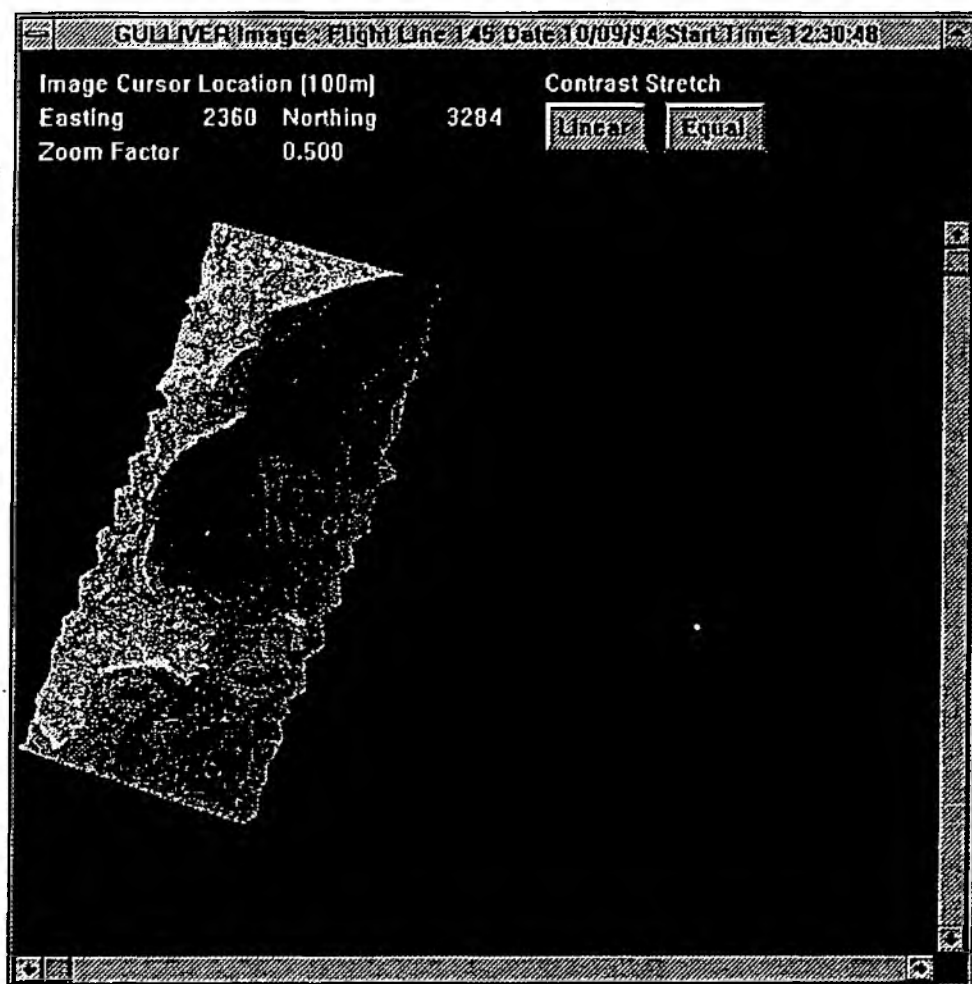 GULLIVER Image : Flight Line 145 Date 10/09/94 Start Time 12:30:48
Image Cursor Location (100m)
Contrast Stretch
Easting 2360 Northing 3284
Linear Equal
Zoom Factor 0.500